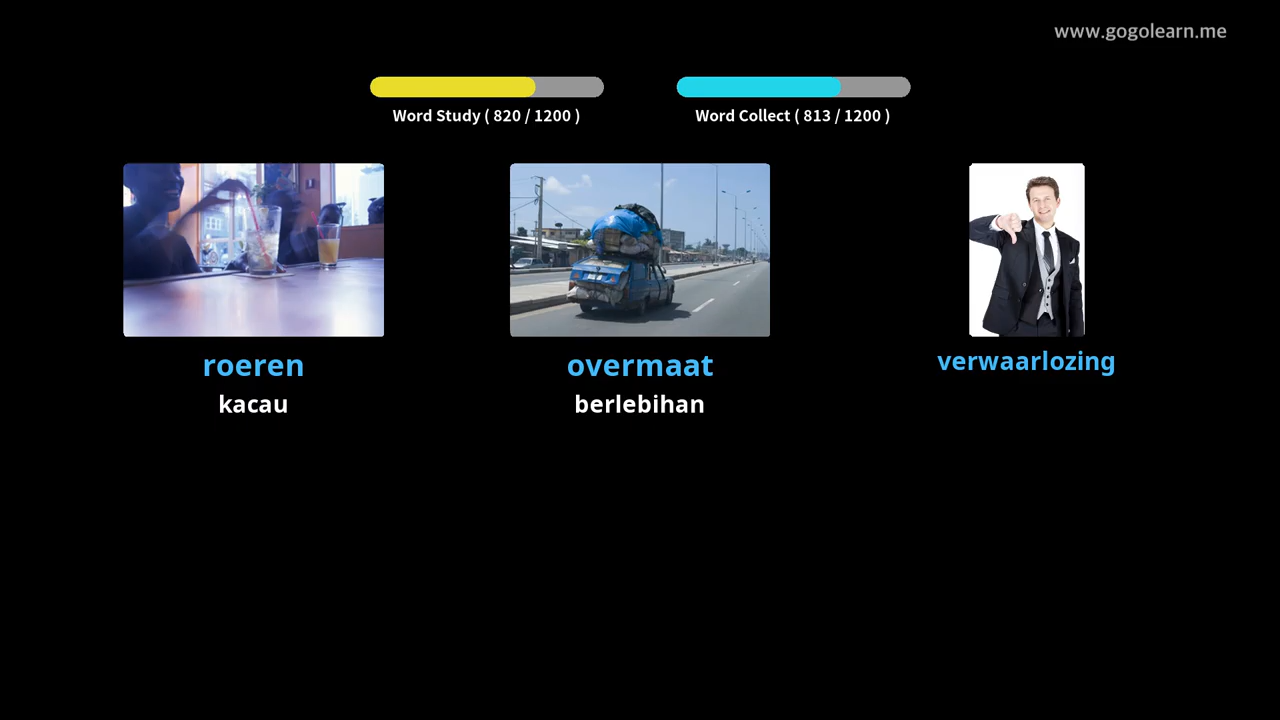 www.gogolearn.me
Word Study ( 820 / 1200 )
Word Collect ( 813 / 1200 )
roeren
kacau
overmaat
berlebihan
verwaarlozing